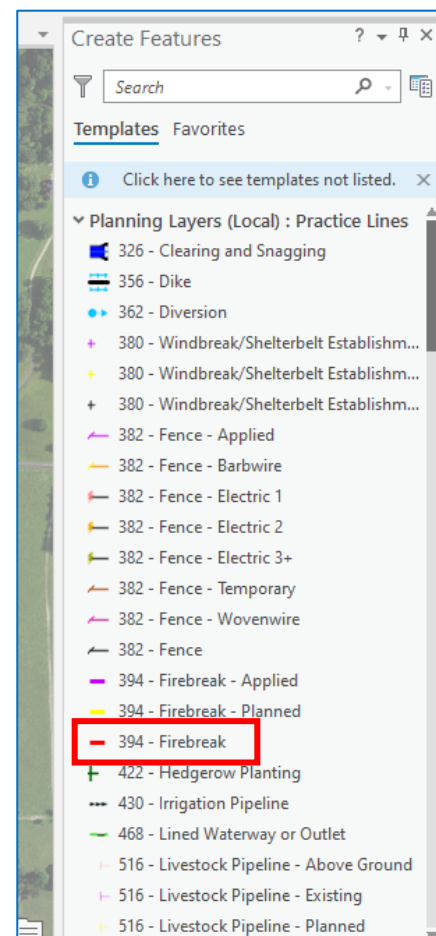 Create Features
?
Search
Templates Favorites
Click here to see templates not listed.
Planning Layers (Local) : Practice Lines
326 - Clearing and Snagging
356 - Dike
362 - Diversion
380 - Windbreak/Shelterbelt Establishm...
380 - Windbreak/Shelterbelt Establishm...
380 - Windbreak/Shelterbelt Establishm...
382 - Fence - Applied
382 - Fence - Barbwire
382 - Fence - Electric 1
382 - Fence - Electric 2
382 - Fence - Electric 3+
382 - Fence - Temporary
382 - Fence - Wovenwire
382 - Fence
394 - Firebreak - Applied
394 - Firebreak - Planned
394 - Firebreak
422 - Hedgerow Planting
430 - Irrigation Pipeline
468 - Lined Waterway or Outlet
516 - Livestock Pipeline - Above Ground
516 - Livestock Pipeline - Existing
516 - Livestock Pipeline - Planned